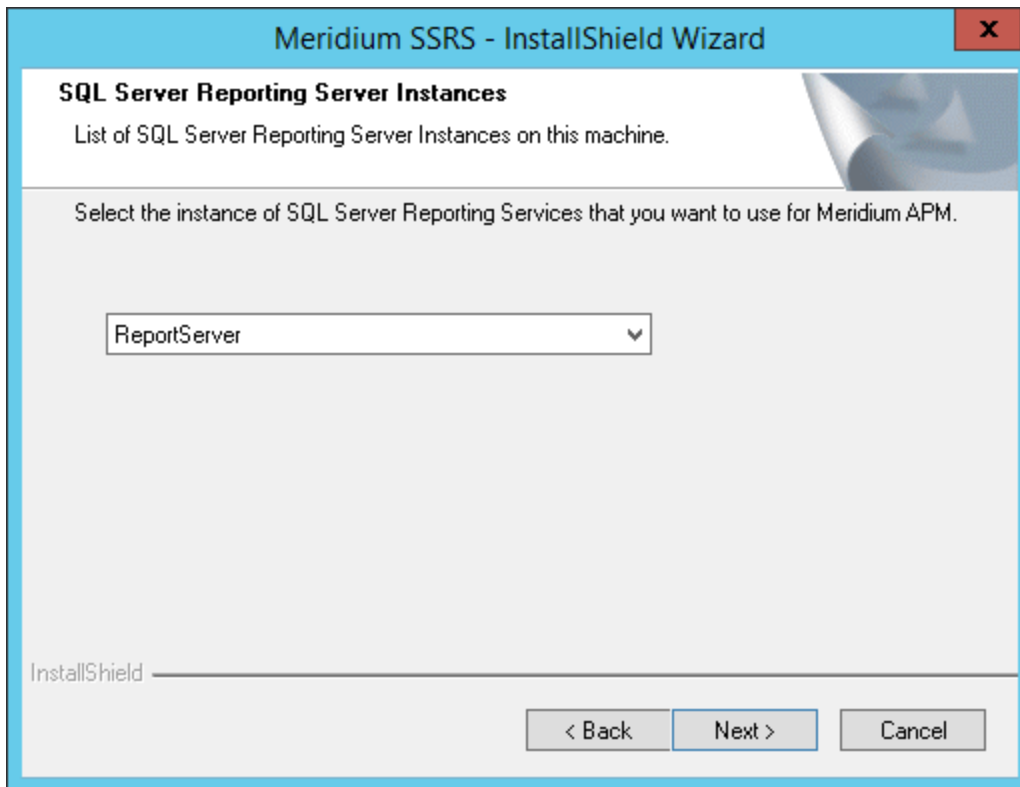 Meridium SSRS - InstallShield Wizard
x
SQL Server Reporting Server Instances
List of SQL Server Reporting Server Instances on this machine.
Select the instance of SQL Server Reporting Services that you want to use for Meridium APM.
ReportServer
InstallShield
< Back Next > Cancel